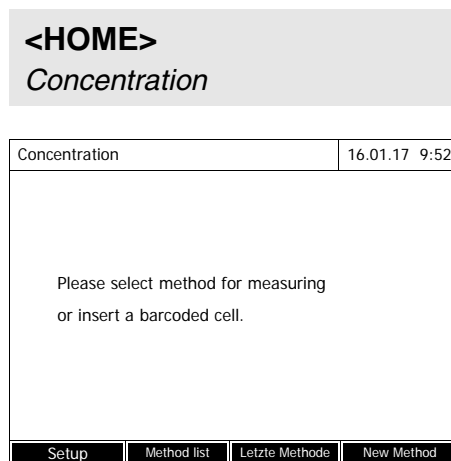 <HOME>
Concentration
Concentration 16.01.17 9:52
Please select method for measuring
or insert a barcoded cell.
Setup Method list Letzte Methode New Method